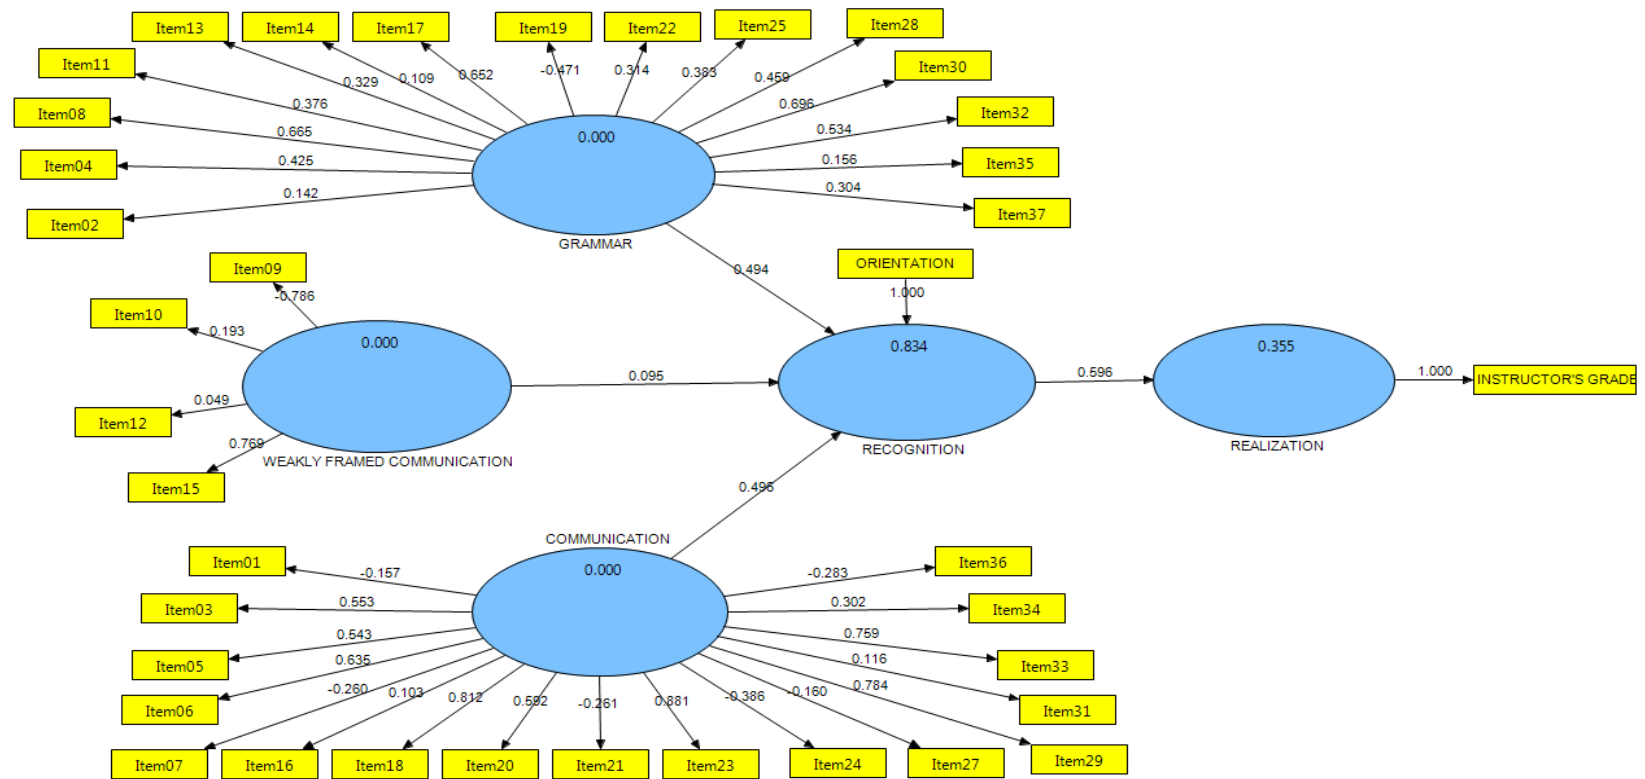 Item13
Item14
Item17
Item19
Item22
Item25
Item28
Item11
Item30
Item08
Item32
Item04
Item35
Item02
Item37
0.329
0.109
0.652
-0.471
0.314
0.383
0.459
0.376
0.696
0.665
0.534
0.425
0.156
0.142
0.304
0.000
GRAMMAR
Item09
-0.786
Item10
0.193
0.000
Item12
0.049
Item15
0.769
WEAKLY FRAMED COMMUNICATION
0.494
ORIENTATION
1.000
0.095
0.834
RECOGNITION
0.596
0.355
REALIZATION
1.000
INSTRUCTOR'S GRADE
0.496
COMMUNICATION
0.000
Item01
-0.157
Item03
0.553
Item05
0.543
Item06
0.635
-0.260
0.103
0.812
0.592
-0.261
0.881
-0.386
-0.160
0.784
0.116
0.759
0.302
-0.283
Item36
Item34
Item33
Item31
Item07
Item16
Item18
Item20
Item21
Item23
Item24
Item27
Item29